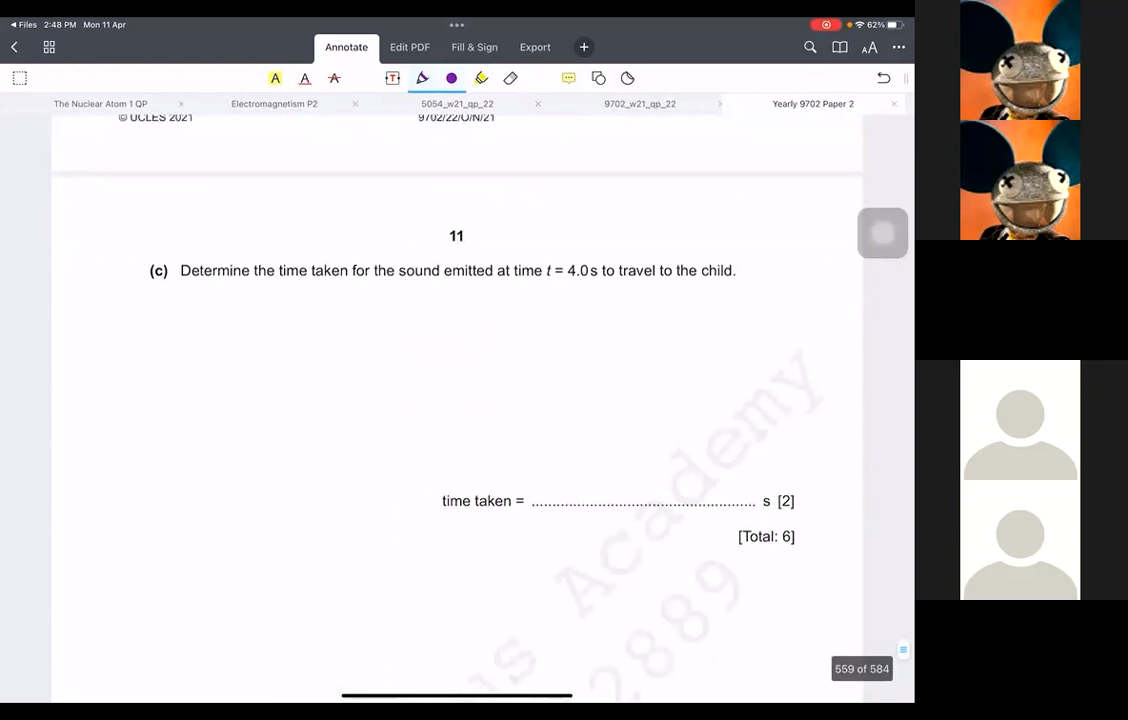 Files 2:48 PM Mon 11 Apr 62%
Annotate Edit PDF Fill & Sign Export
AA
A A A T
The Nuclear Atom 1 QP Electromagnetism P2 5054_w21_qp_22 9702_w21_qp_22 Yearly 9702 Paper 2
© UCLES 2021 9702/22/O/N/21
11
(c) Determine the time taken for the sound emitted at time t = 4.0 s to travel to the child.
time taken = ...................................................... s [2]
[Total: 6]
Academy
2889
559 of 584